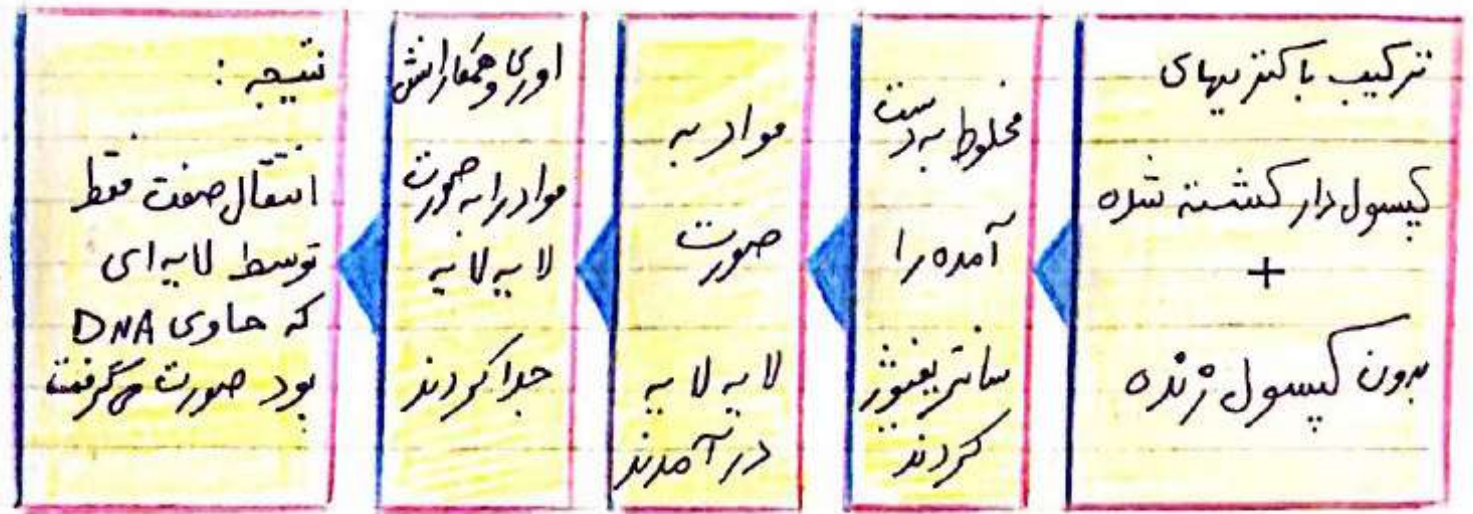 ترکیب باکتریهای
کپسول دار کشته شده
+
بدون کپسول زنده
مخلوط به دست
آمده را
سانتریفیوژ
کردند
مواد به
صورت
لایه لایه
در آمدند
اوری و همکارانش
مواد را به صورت
لایه لایه
جدا کردند
نتیجه :
انتقال صفت فقط
توسط لایه ای
که حاوی DNA
بود صورت می گرفت